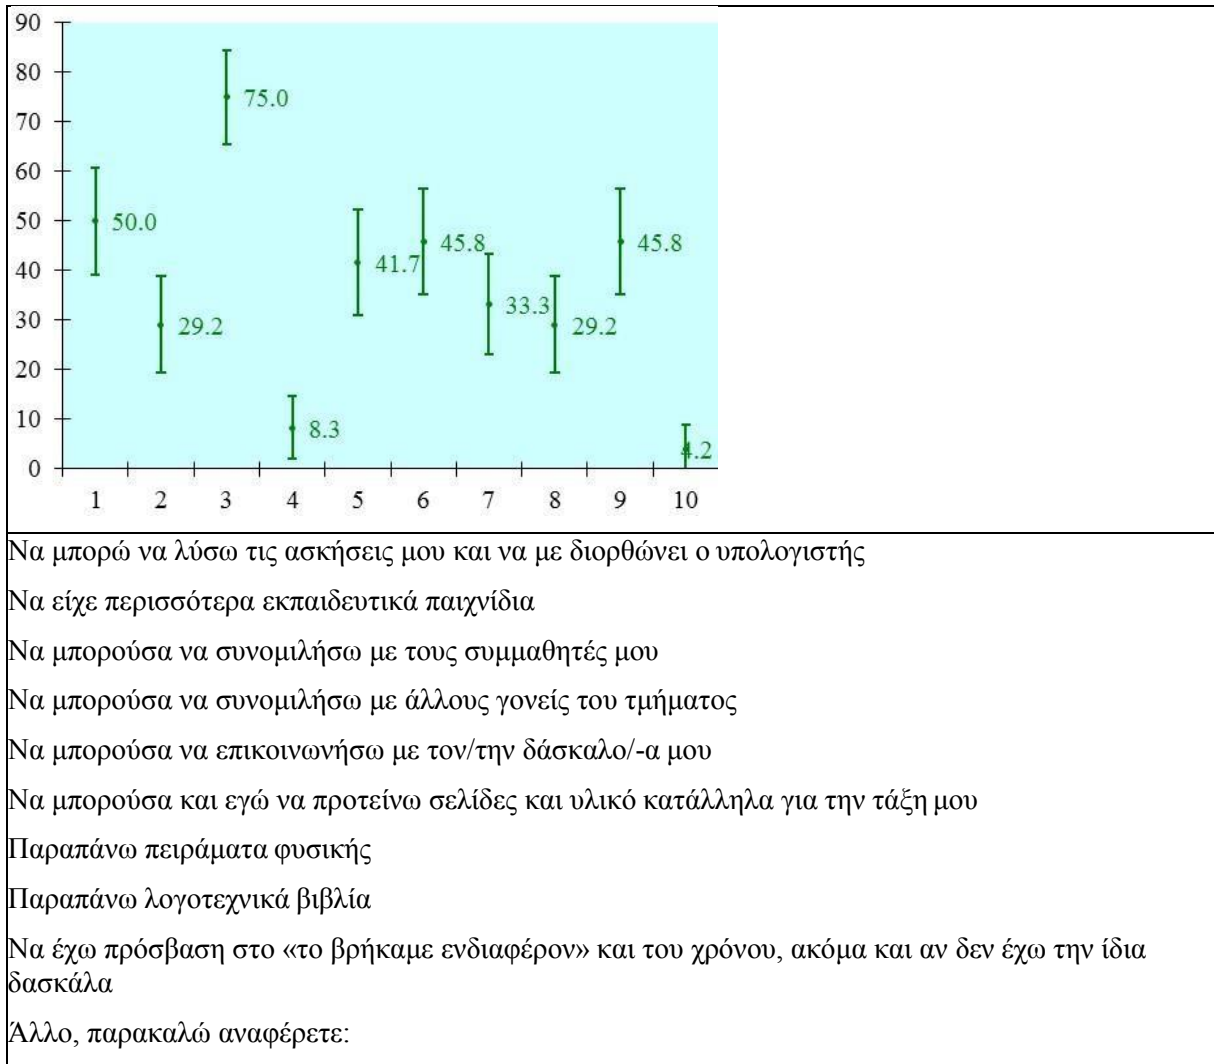 90
80
70
60
50
40
30
20
10
0
50.0
29.2
75.0
8.3
41.7
45.8
33.3
29.2
45.8
4.2
1 2 3 4 5 6 7 8 9 10
Να μπορώ να λύσω τις ασκήσεις μου και να με διορθώνει ο υπολογιστής
Να είχε περισσότερα εκπαιδευτικά παιχνίδια
Να μπορούσα να συνομιλήσω με τους συμμαθητές μου
Να μπορούσα να συνομιλήσω με άλλους γονείς του τμήματος
Να μπορούσα να επικοινωνήσω με τον/την δάσκαλο/-α μου
Να μπορούσα και εγώ να προτείνω σελίδες και υλικό κατάλληλα για την τάξη μου
Παραπάνω πειράματα φυσικής
Παραπάνω λογοτεχνικά βιβλία
Να έχω πρόσβαση στο «το βρήκαμε ενδιαφέρον» και του χρόνου, ακόμα και αν δεν έχω την ίδια
δασκάλα
Άλλο, παρακαλώ αναφέρετε: